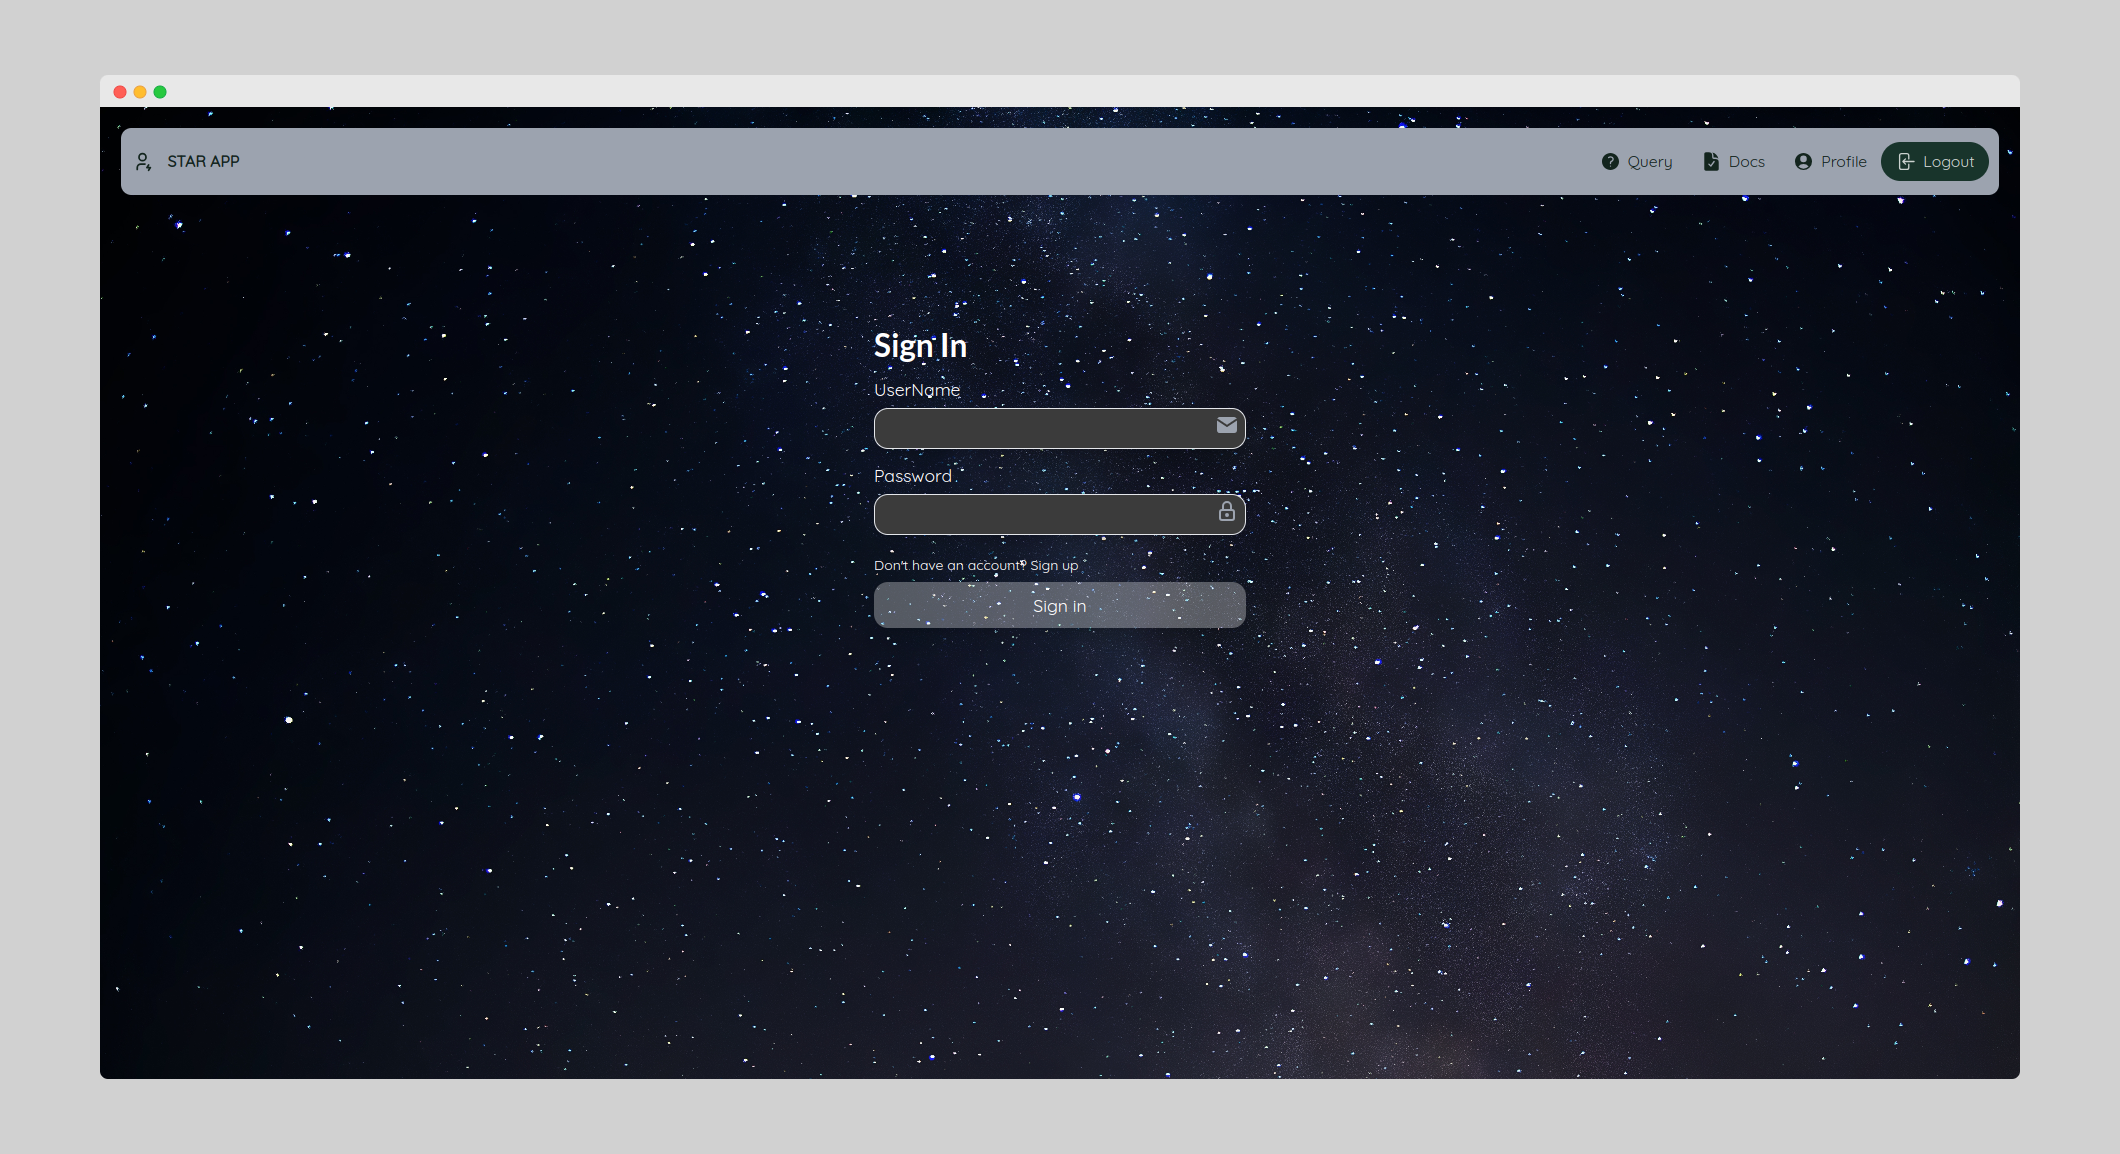 STAR APP
Query
Docs
Profile
Logout
Sign In
UserName
Password
Don't have an account? Sign up
Sign in